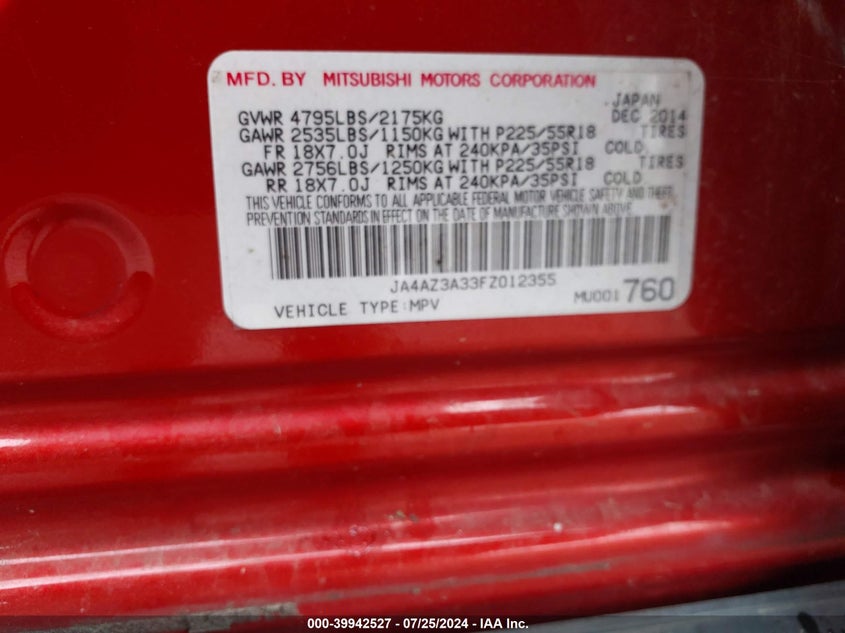 MFD. BY MITSUBISHI MOTORS CORPORATION
JAPAN
GVWR 4795LBS/2175KG DEC 2014
GAWR 2535LBS/1150KG WITH P225/55R18 TIRES
FR 18X7.0J RIMS AT 240KPA/35PSI COLD
GAWR 2756LBS/1250KG WITH P225/55R18 TIRES
RR 18X7.0J RIMS AT 240KPA/35PSI COLD
THIS VEHICLE CONFORMS TO ALL APPLICABLE FEDERAL MOTOR VEHICLE SAFETY AND THEFT
PREVENTION STANDARDS IN EFFECT ON THE DATE OF MANUFACTURE SHOWN ABOVE.
JA4AZ3A33FZ012355
VEHICLE TYPE:MPV MU001 760
000-39942527 - 07/25/2024 - IAA Inc.